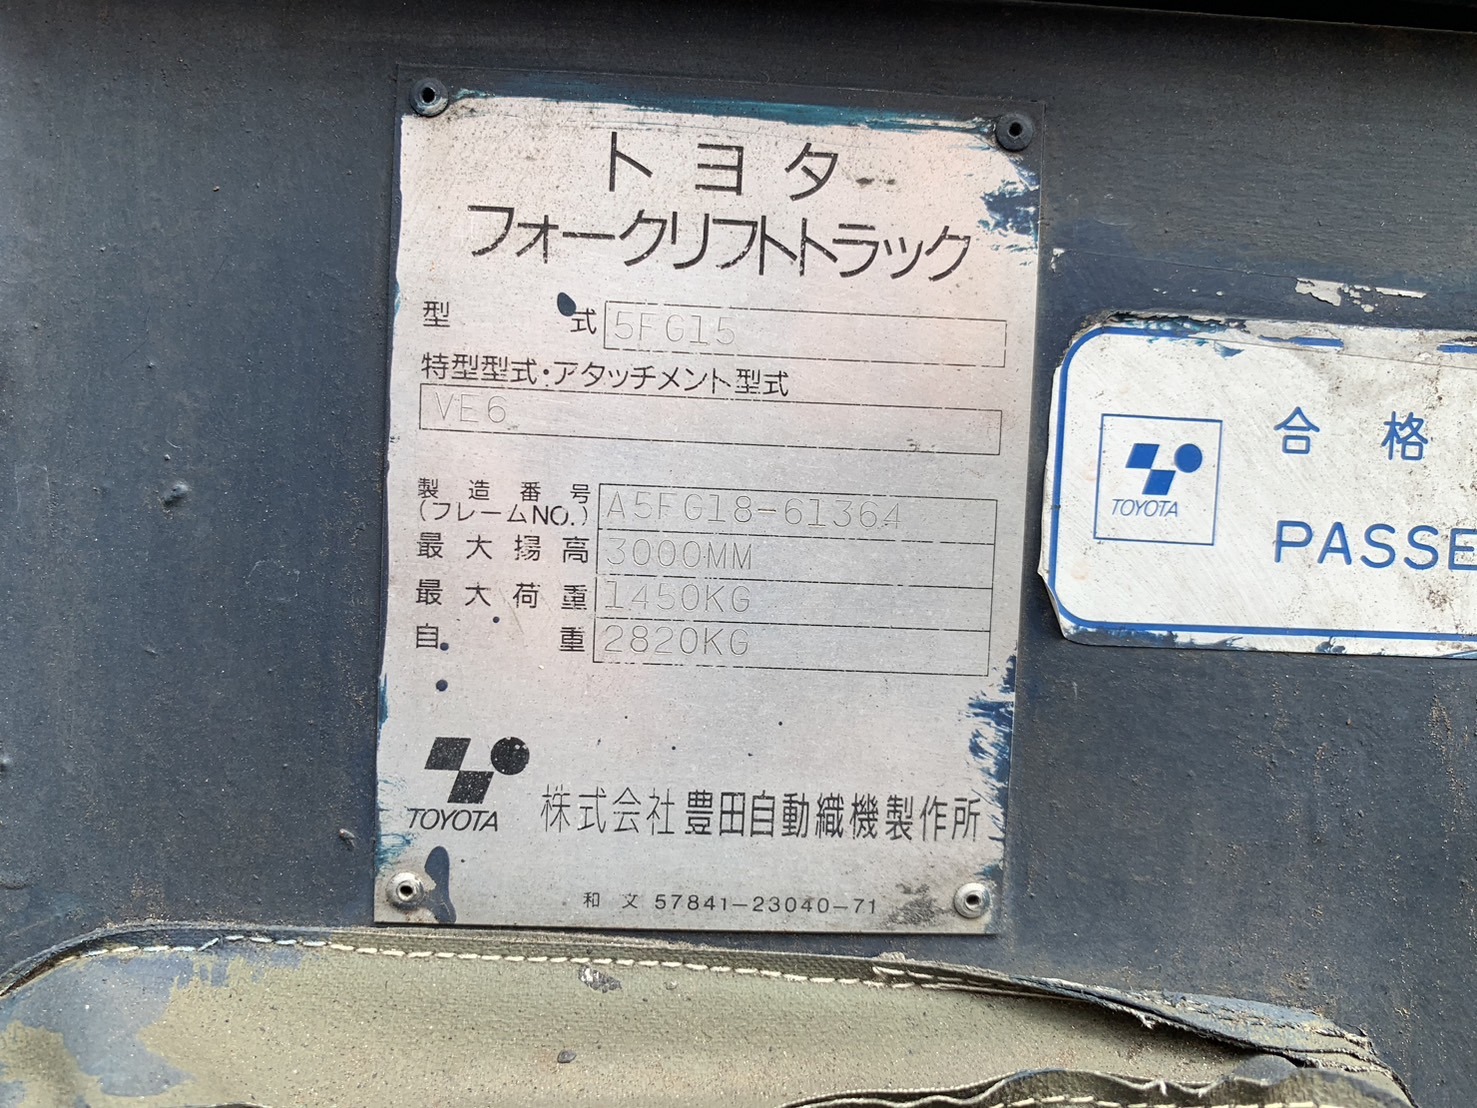 トヨタ
フォークリフトトラック
型式 5FG15
特型型式・アタッチメント型式
VE6
製造番号
(フレームNO.) A5FG18-61364
最大揚高 3000MM
最大荷重 1450KG
自重 2820KG
TOYOTA 株式会社豊田自動織機製作所
和文 57841-23040-71
合格
TOYOTA
PASSE